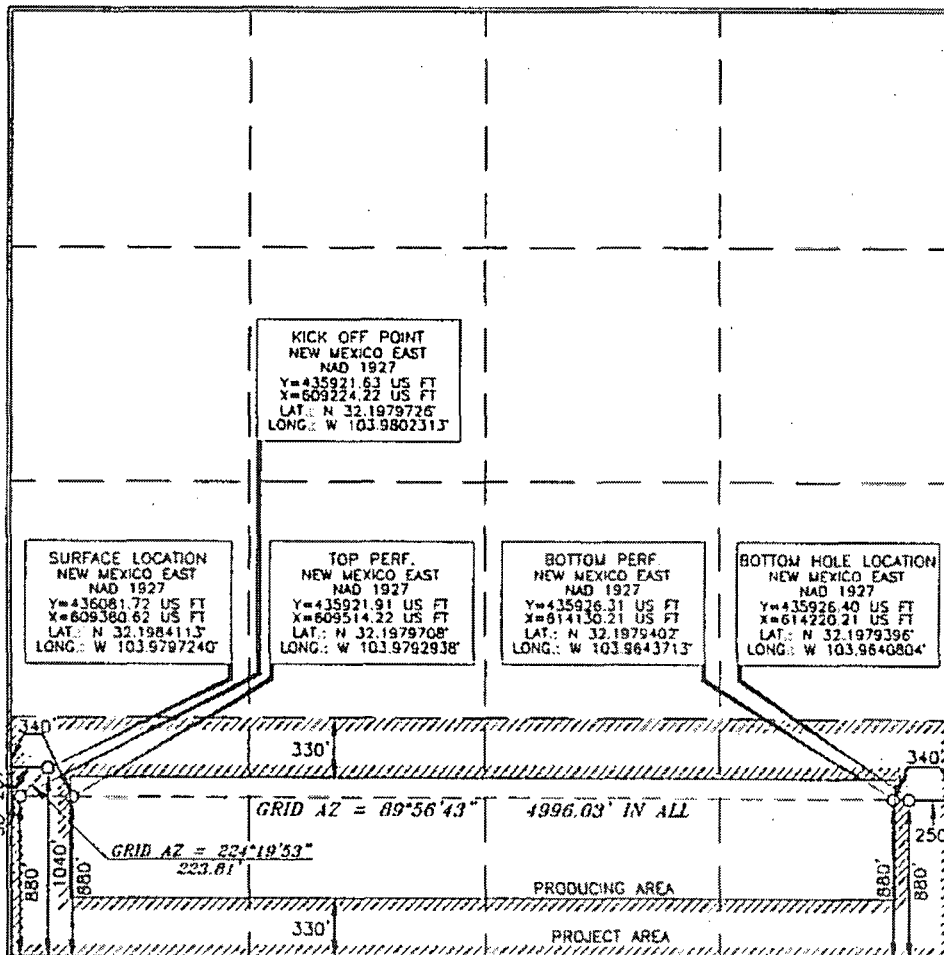 KICK OFF POINT
NEW MEXICO EAST
NAD 1927
Y=435921.63 US FT
X=609224.22 US FT
LAT.: N 32.1979726°
LONG.: W 103.9802313°
SURFACE LOCATION
NEW MEXICO EAST
NAD 1927
Y=436081.72 US FT
X=609380.62 US FT
LAT.: N 32.1984113°
LONG.: W 103.9797240°
TOP PERF.
NEW MEXICO EAST
NAD 1927
Y=435921.91 US FT
X=609514.22 US FT
LAT.: N 32.1979708°
LONG.: W 103.9792938°
BOTTOM PERF.
NEW MEXICO EAST
NAD 1927
Y=435926.31 US FT
X=614130.21 US FT
LAT.: N 32.1979402°
LONG.: W 103.9643713°
BOTTOM HOLE LOCATION
NEW MEXICO EAST
NAD 1927
Y=435926.40 US FT
X=614220.21 US FT
LAT.: N 32.1979396°
LONG.: W 103.9640804°
340'
330'
340'
GRID AZ = 89°56'43"
4996.03' IN ALL
GRID AZ = 224°19'53"
223.81'
250'
880'
1040'
880'
880'
880'
PRODUCING AREA
330'
PROJECT AREA